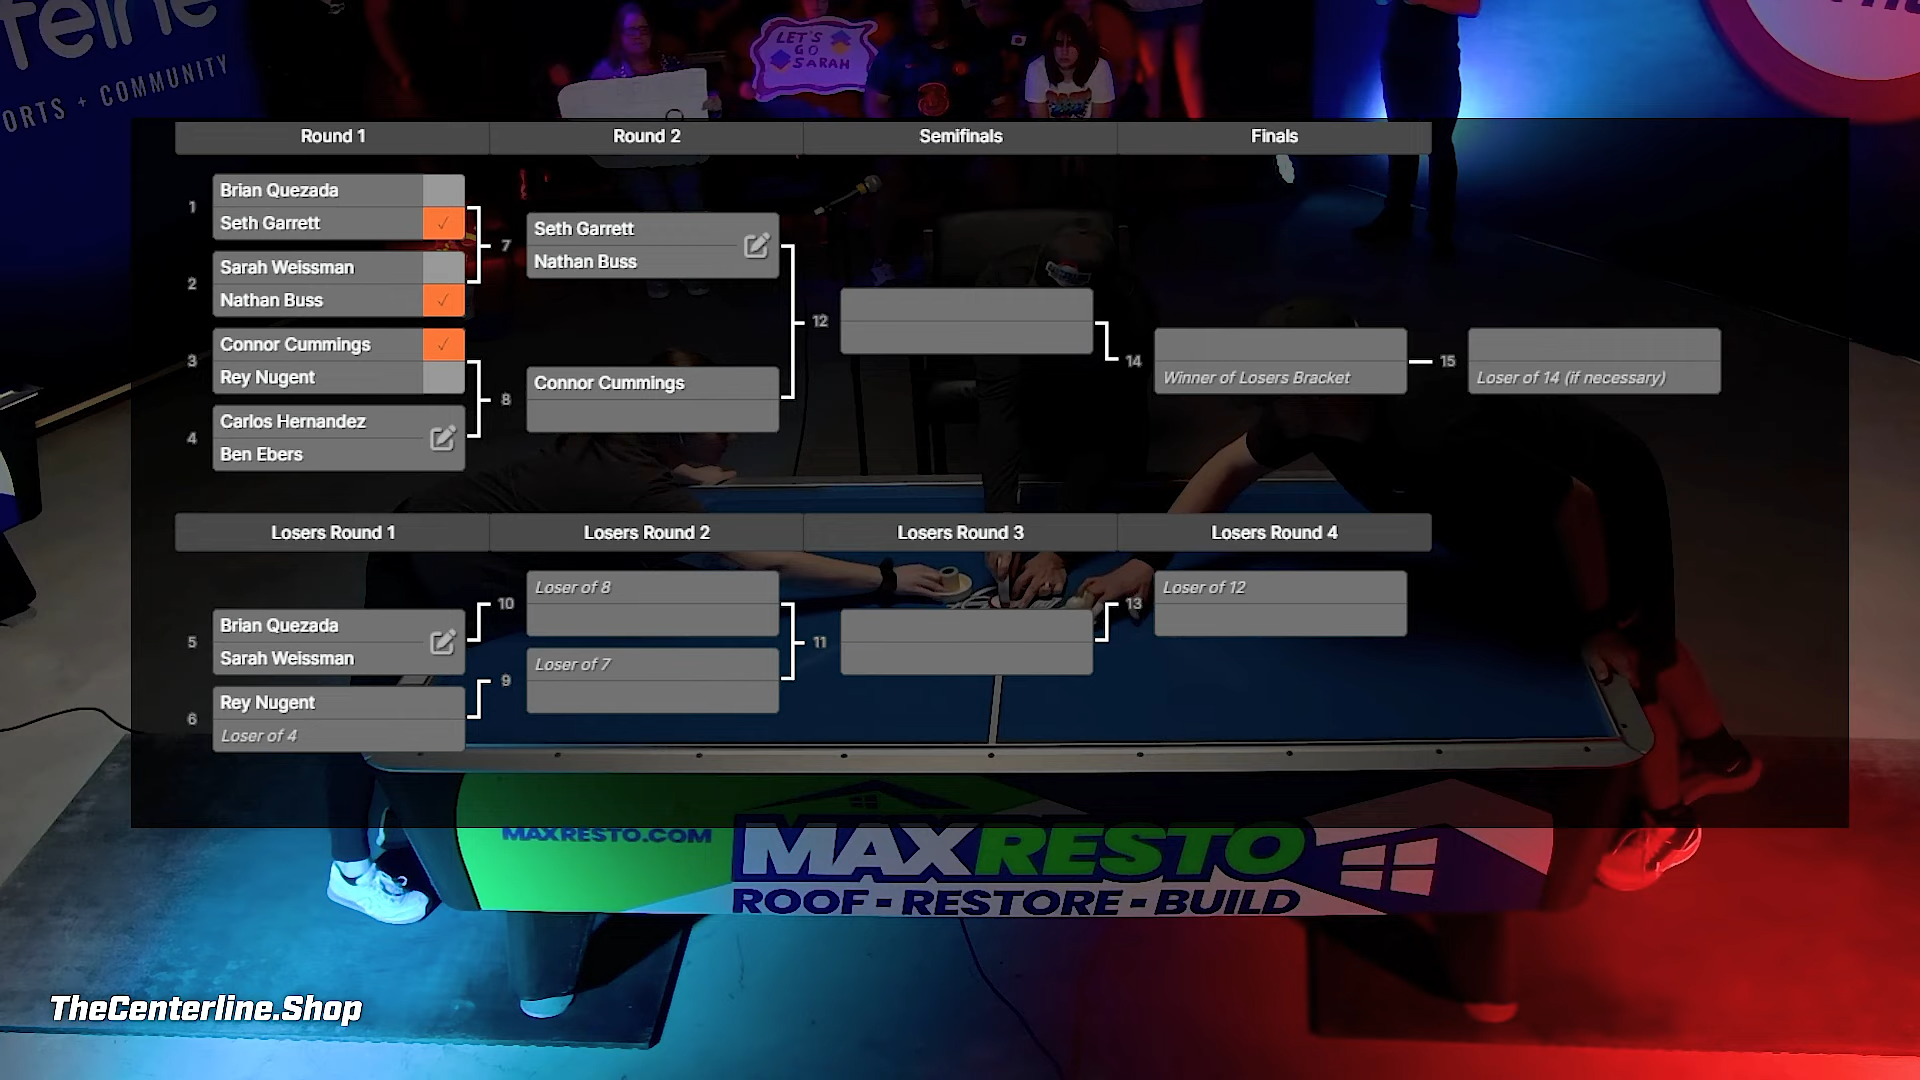 feine
ORTS + COMMUNITY
LET'S
GO
SARAH
Round 1
Round 2
Semifinals
Finals
1
Brian Quezada
Seth Garrett
✓
2
Sarah Weissman
Nathan Buss
✓
3
Connor Cummings
✓
Rey Nugent
4
Carlos Hernandez
Ben Ebers
7
Seth Garrett
Nathan Buss
8
Connor Cummings
12
14
Winner of Losers Bracket
15
Loser of 14 (if necessary)
Losers Round 1
Losers Round 2
Losers Round 3
Losers Round 4
5
Brian Quezada
Sarah Weissman
6
Rey Nugent
Loser of 4
10
Loser of 8
9
Loser of 7
11
13
Loser of 12
MAXRESTO.COM
MAXRESTO
ROOF - RESTORE - BUILD
TheCenterline.Shop